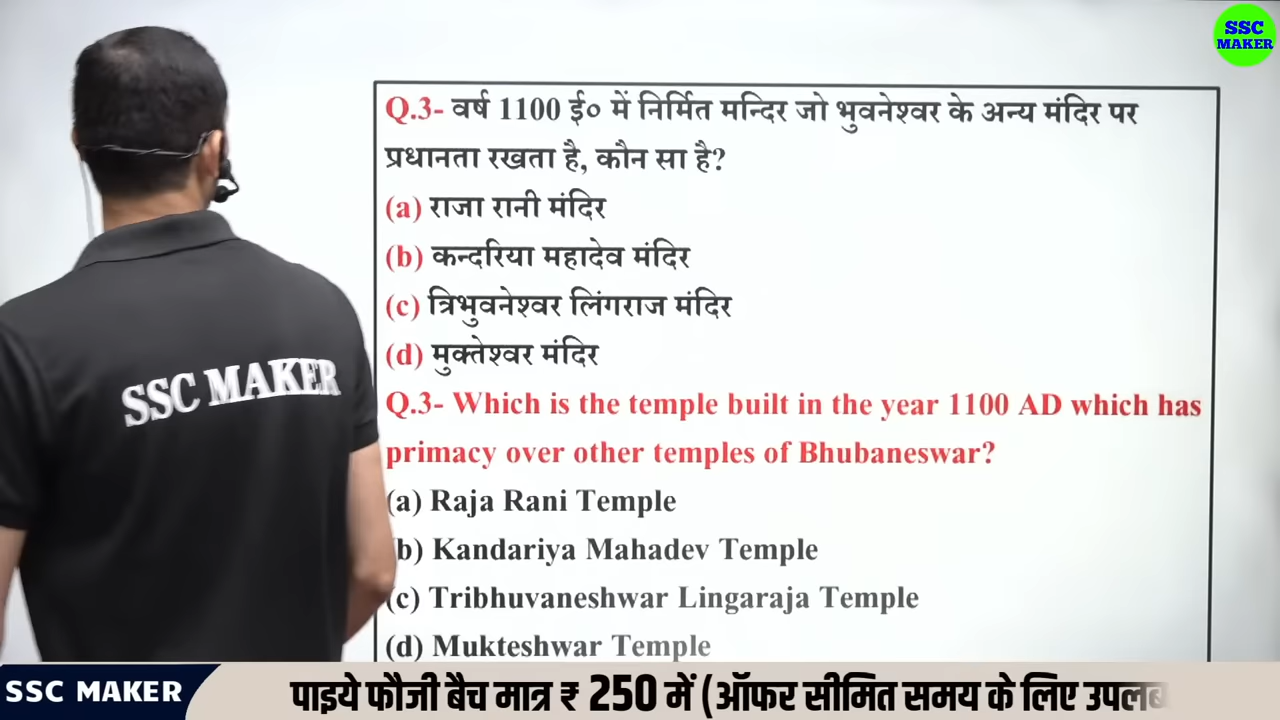 SSC
MAKER
Q.3- वर्ष 1100 ई० में निर्मित मन्दिर जो भुवनेश्वर के अन्य मंदिर पर
प्रधानता रखता है, कौन सा है?
(a) राजा रानी मंदिर
(b) कन्दरिया महादेव मंदिर
(c) त्रिभुवनेश्वर लिंगराज मंदिर
(d) मुक्तेश्वर मंदिर
SSC MAKER
Q.3- Which is the temple built in the year 1100 AD which has
primacy over other temples of Bhubaneswar?
(a) Raja Rani Temple
(b) Kandariya Mahadev Temple
(c) Tribhuvaneshwar Lingaraja Temple
(d) Mukteshwar Temple
SSC MAKER
पाइये फौजी बैच मात्र ₹ 250 में (ऑफर सीमित समय के लिए